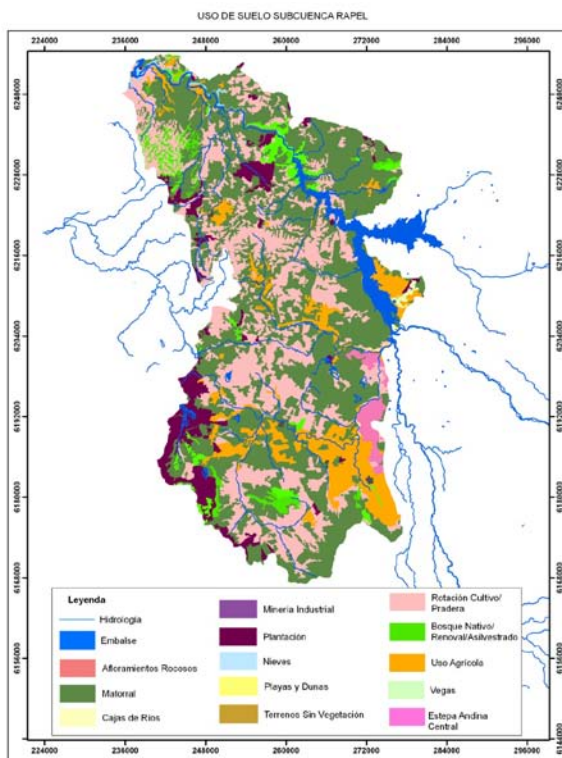 USO DE SUELO SUBCUENCA RAPEL
224000 236000 248000 260000 272000 284000 296000
6240000
6228000
6216000
6204000
6192000
6180000
6168000
6156000
6144000
Leyenda
Hidrología
Embalse
Afloramientos Rocosos
Matorral
Cajas de Ríos
Minería Industrial
Plantación
Nieves
Playas y Dunas
Terrenos Sin Vegetación
Rotación Cultivo/
Pradera
Bosque Nativo/
Renoval/Asilvestrado
Uso Agrícola
Vegas
Estepa Andina
Central
224000 236000 248000 260000 272000 284000 296000